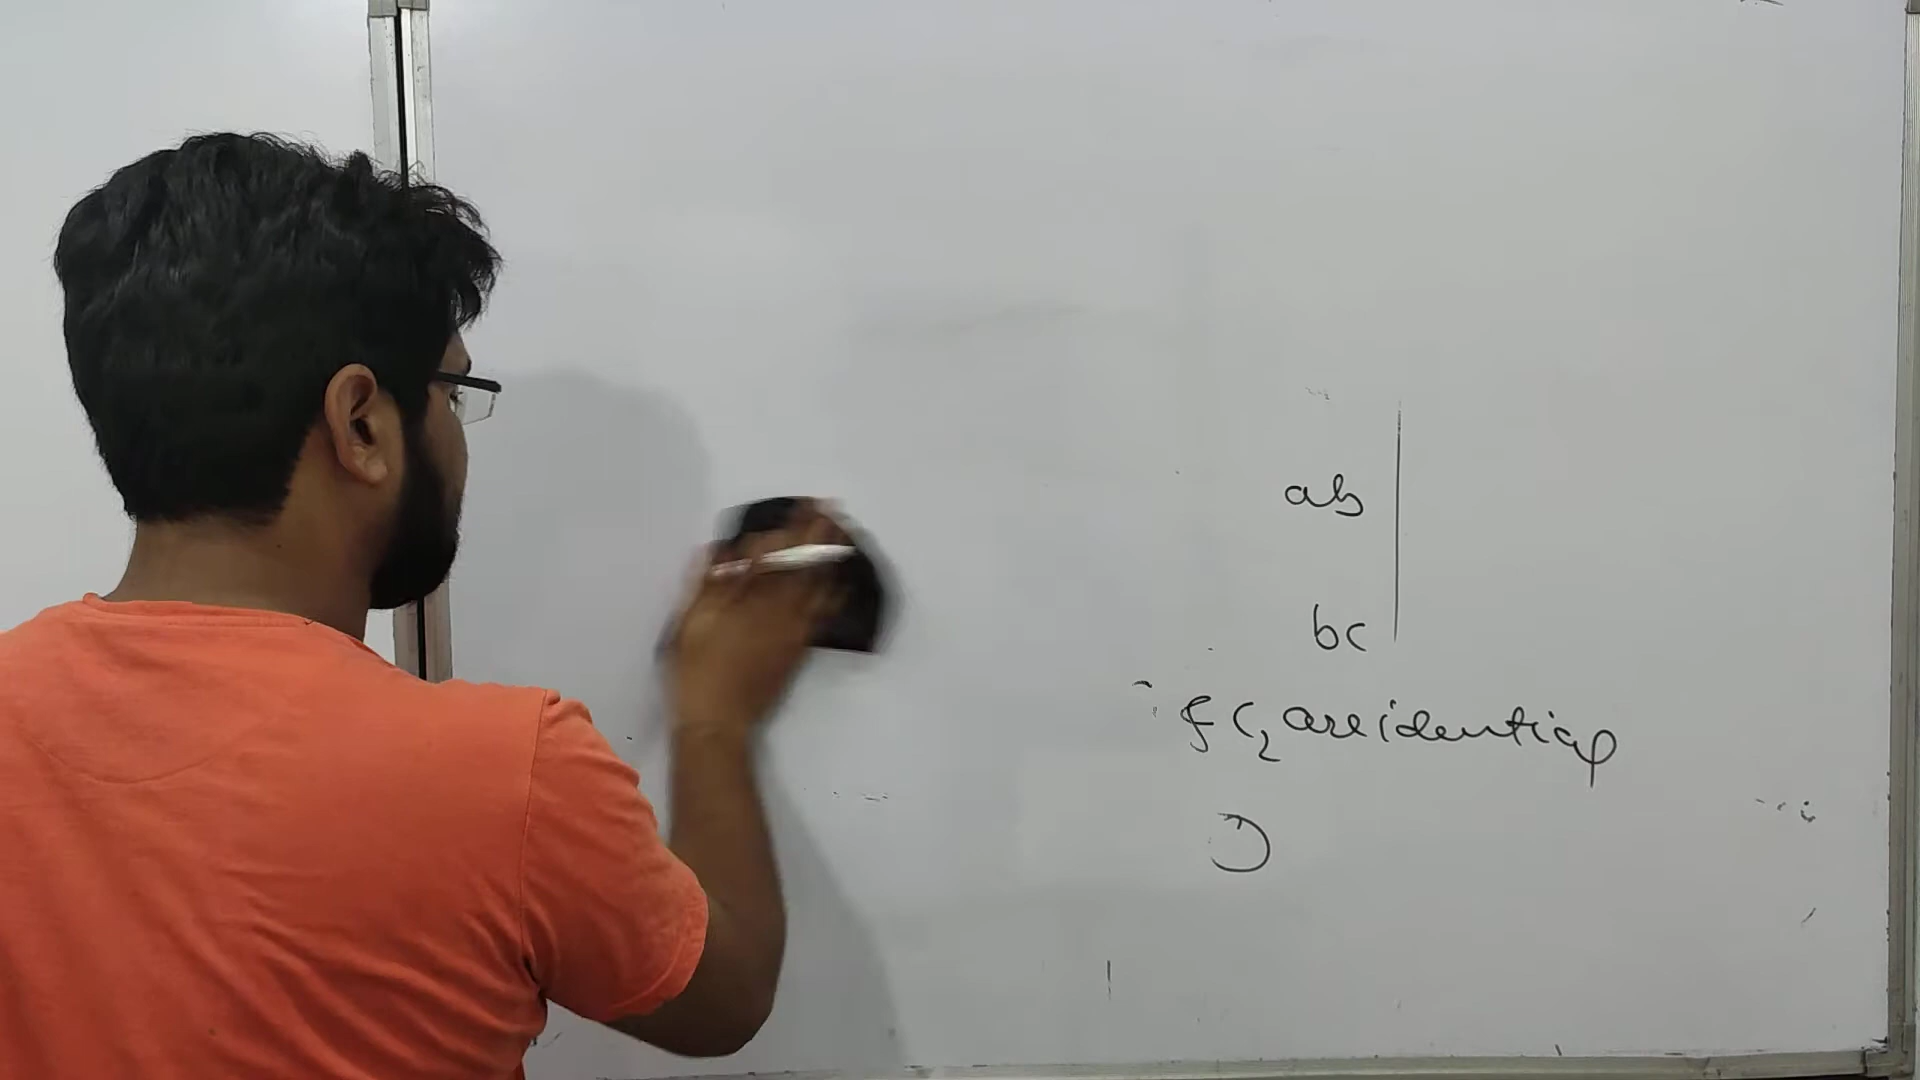 ab
bc
& C₂ are identical